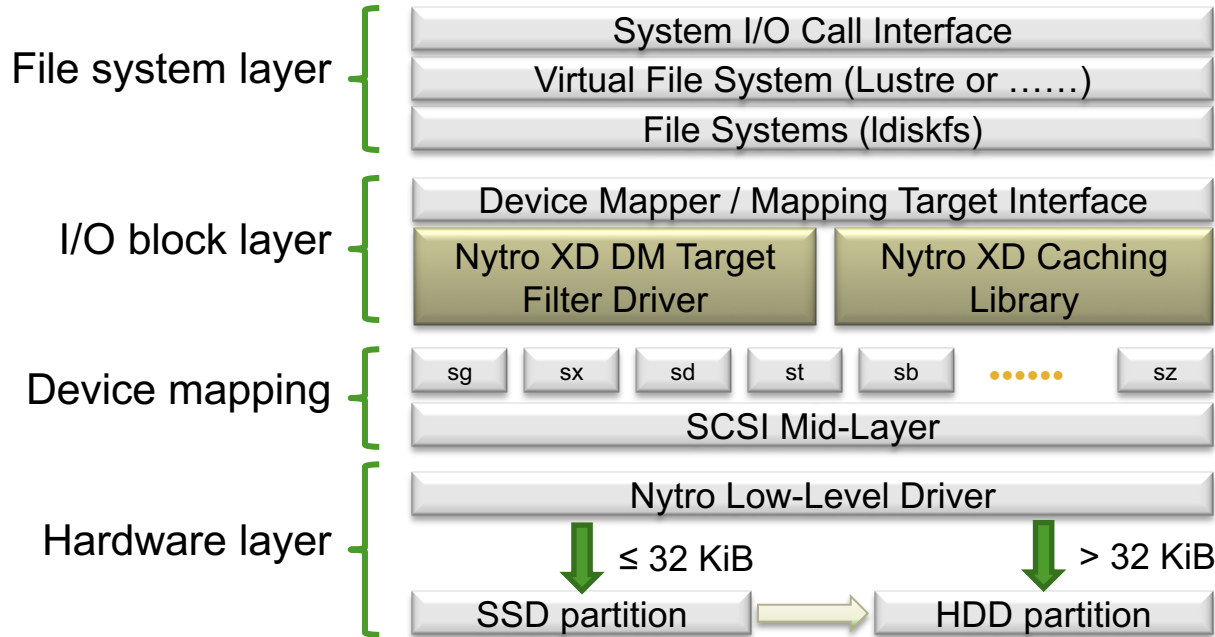 File system layer
System I/O Call Interface
Virtual File System (Lustre or ……)
File Systems (ldiskfs)
I/O block layer
Device Mapper / Mapping Target Interface
Nytro XD DM Target
Filter Driver
Nytro XD Caching
Library
Device mapping
sg sx sd st sb •••••• sz
SCSI Mid-Layer
Hardware layer
Nytro Low-Level Driver
≤ 32 KiB
> 32 KiB
SSD partition
HDD partition